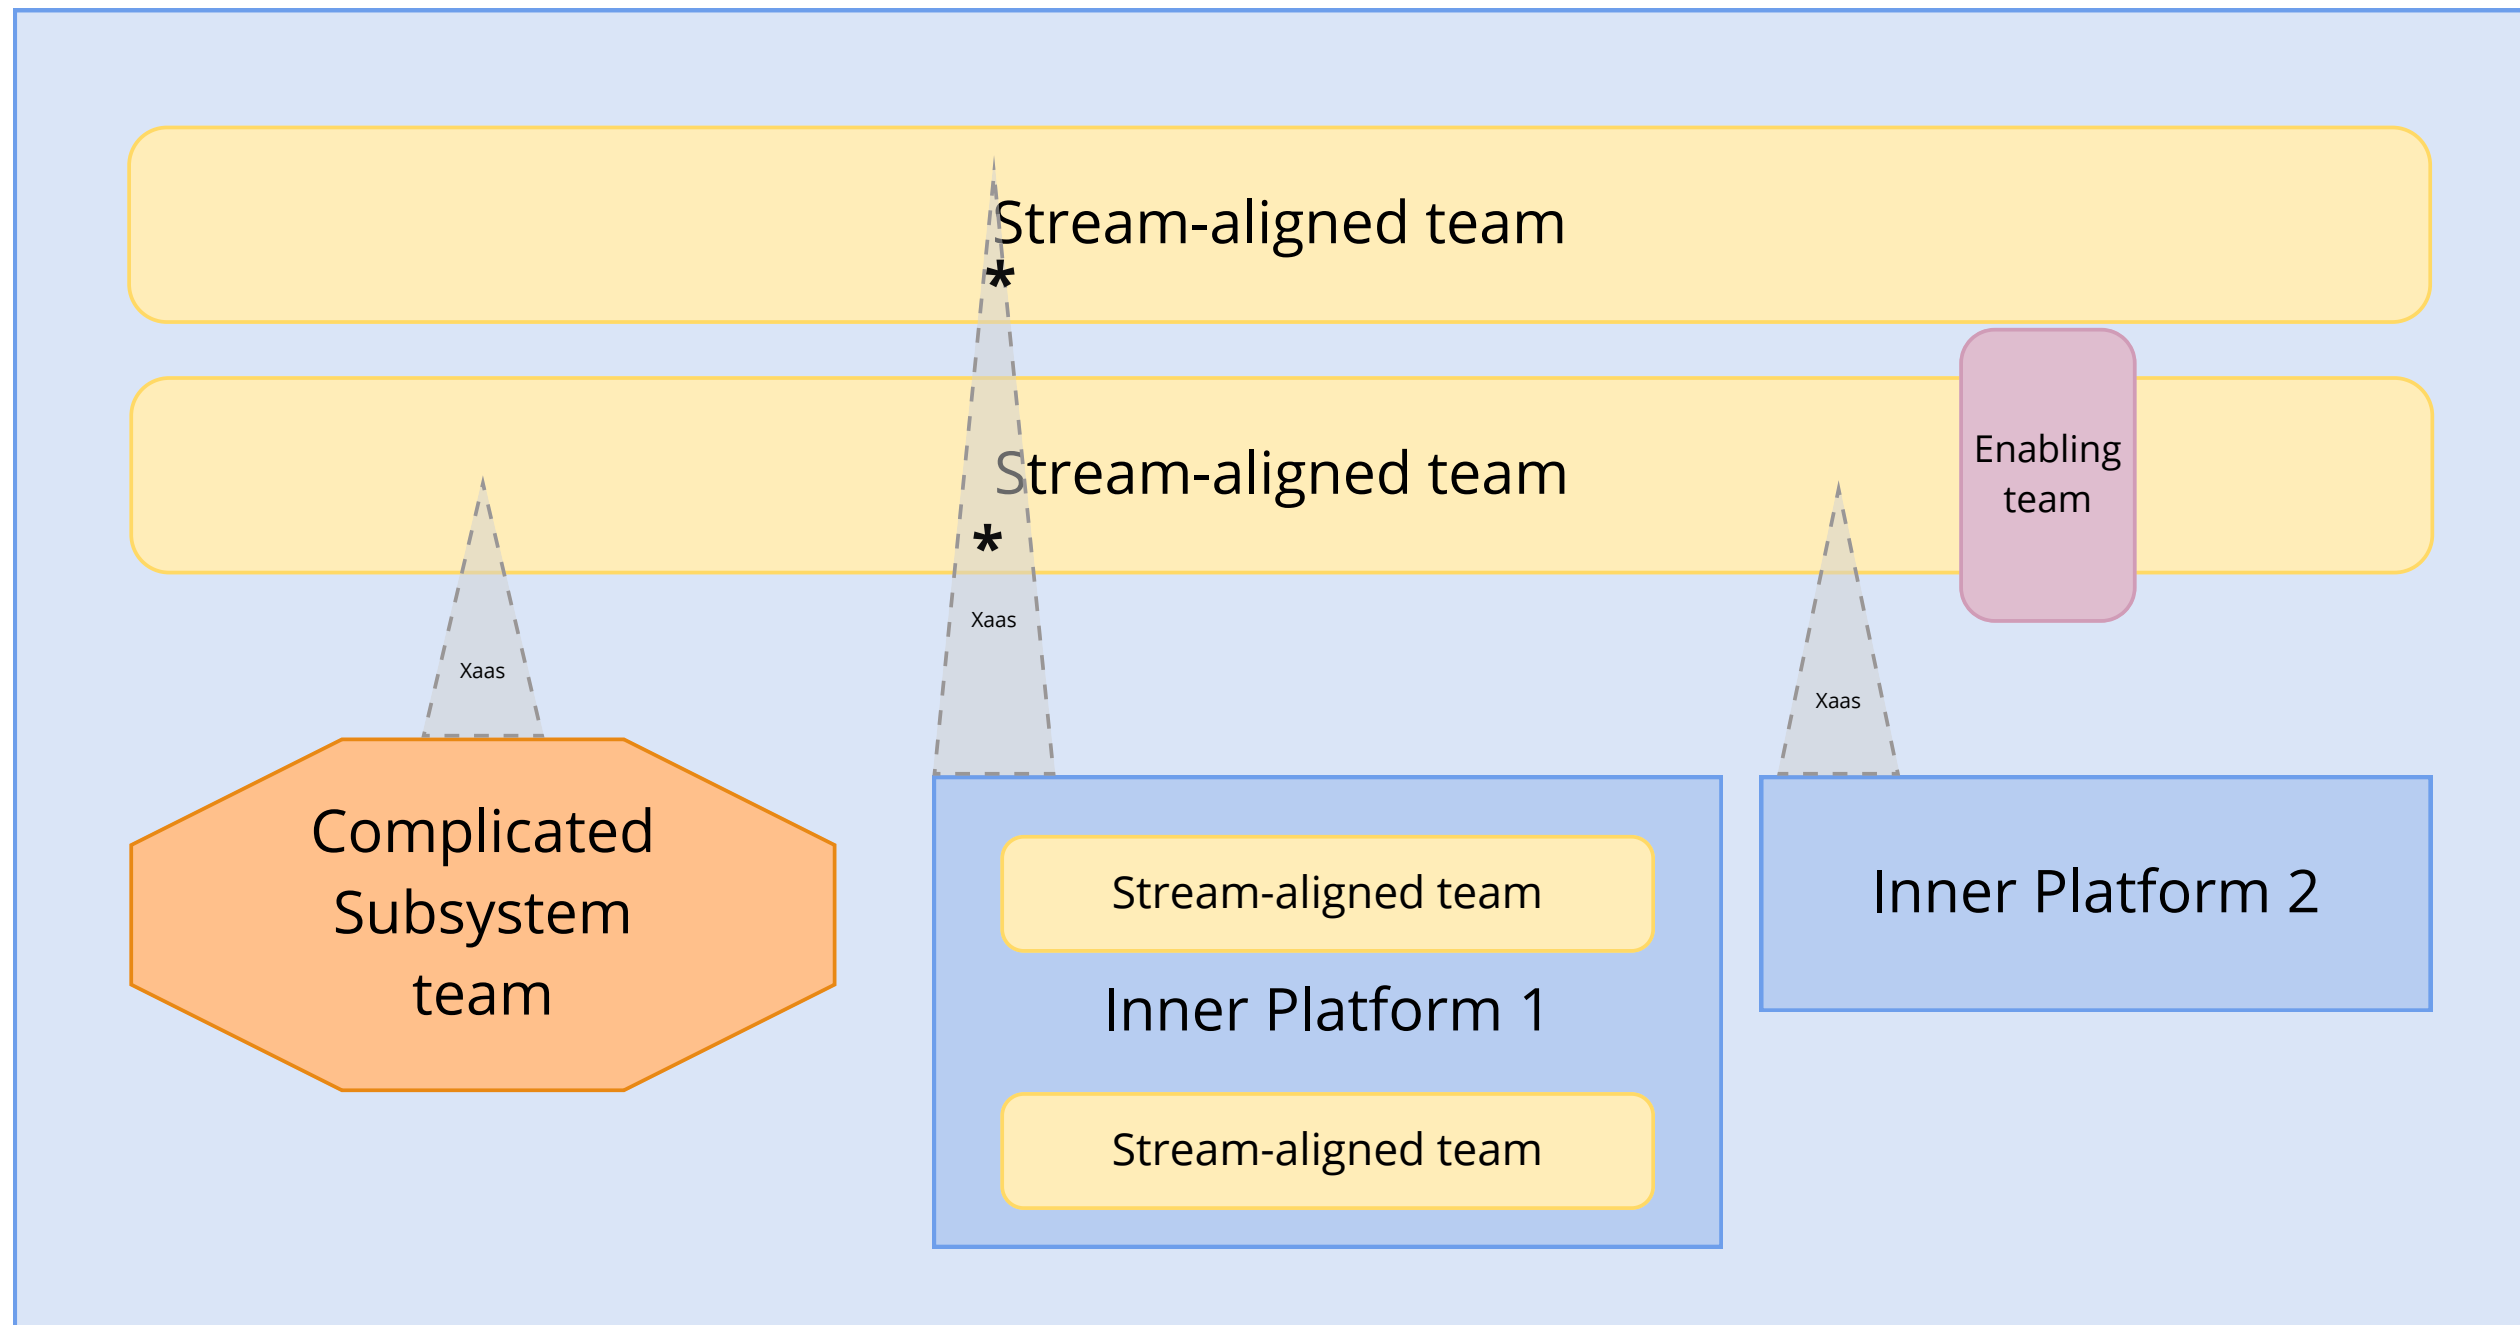 Stream-aligned team
*
Stream-aligned team
*
Enabling
team
Xaas
Xaas
Xaas
Complicated
Subsystem
team
Stream-aligned team
Inner Platform 1
Stream-aligned team
Inner Platform 2